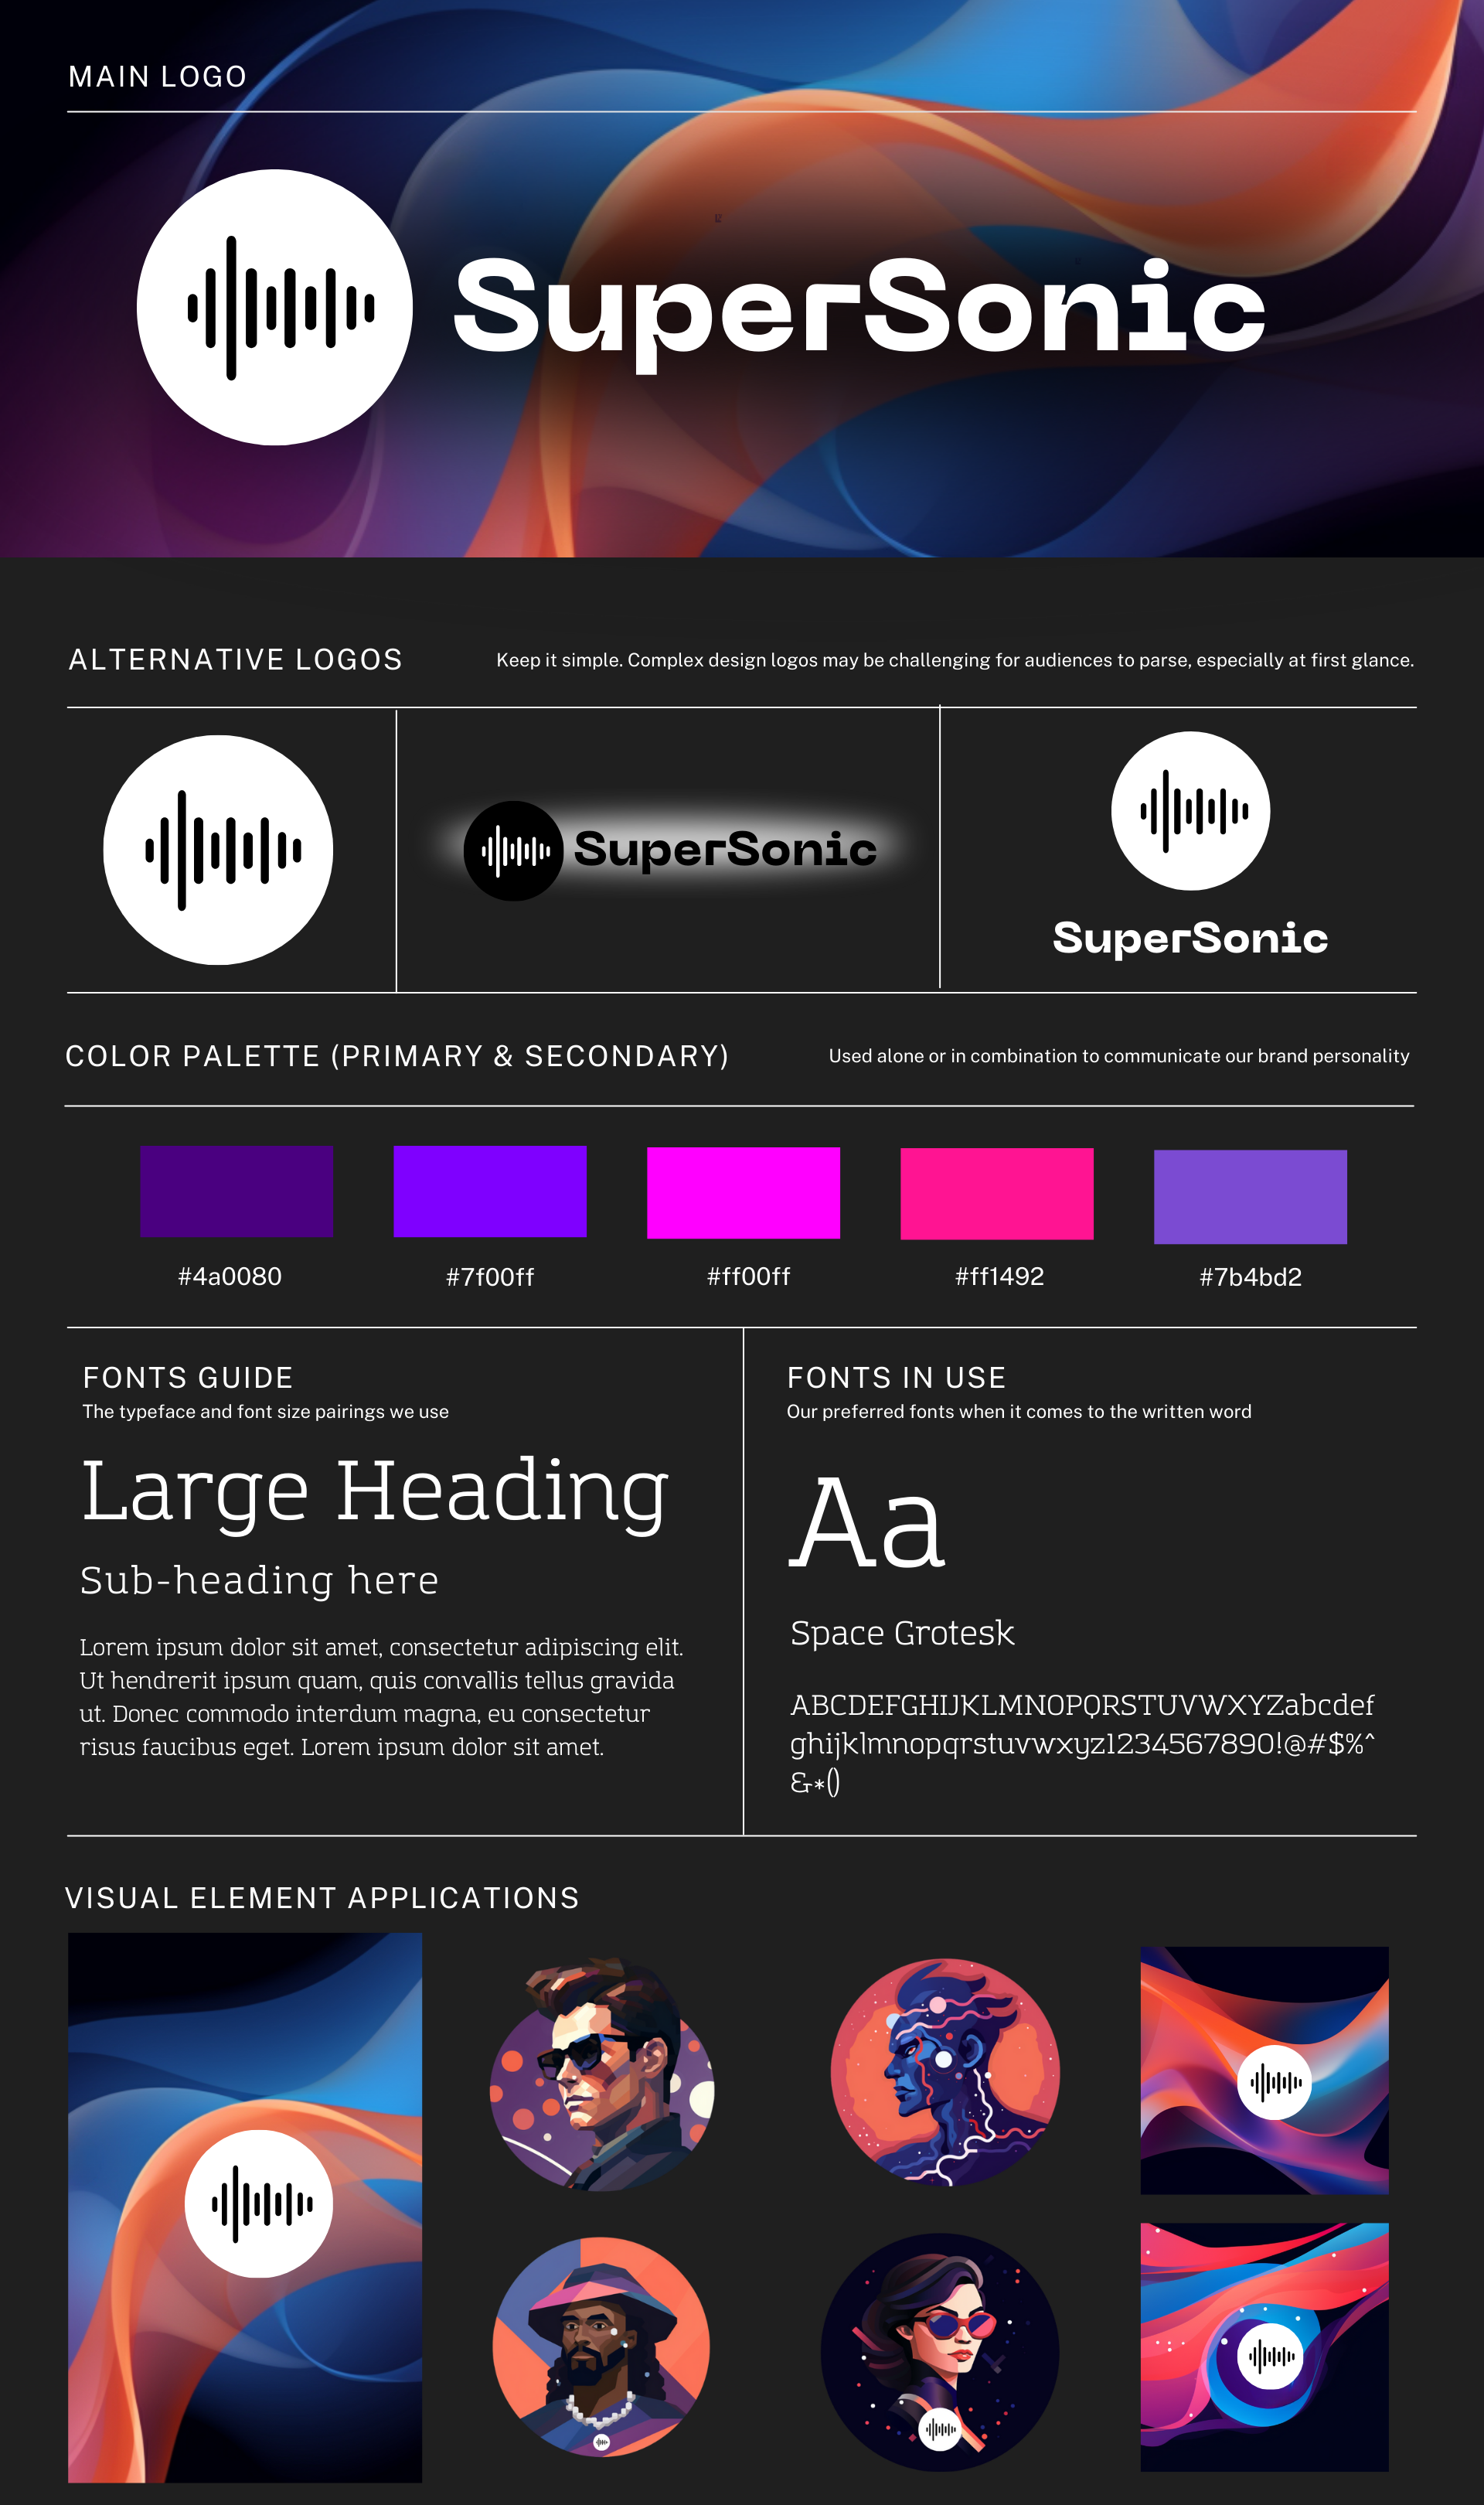 MAIN LOGO
SuperSonic
ALTERNATIVE LOGOS
Keep it simple. Complex design logos may be challenging for audiences to parse, especially at first glance.
SuperSonic
SuperSonic
COLOR PALETTE (PRIMARY & SECONDARY)
Used alone or in combination to communicate our brand personality
#4a0080
#7f00ff
#ff00ff
#ff1492
#7b4bd2
FONTS GUIDE
The typeface and font size pairings we use
Large Heading
Sub-heading here
Lorem ipsum dolor sit amet, consectetur adipiscing elit.
Ut hendrerit ipsum quam, quis convallis tellus gravida
ut. Donec commodo interdum magna, eu consectetur
risus faucibus eget. Lorem ipsum dolor sit amet.
FONTS IN USE
Our preferred fonts when it comes to the written word
Aa
Space Grotesk
ABCDEFGHIJKLMNOPQRSTUVWXYZabcdef
ghijklmnopqrstuvwxyz1234567890!@#$%^
&*()
VISUAL ELEMENT APPLICATIONS